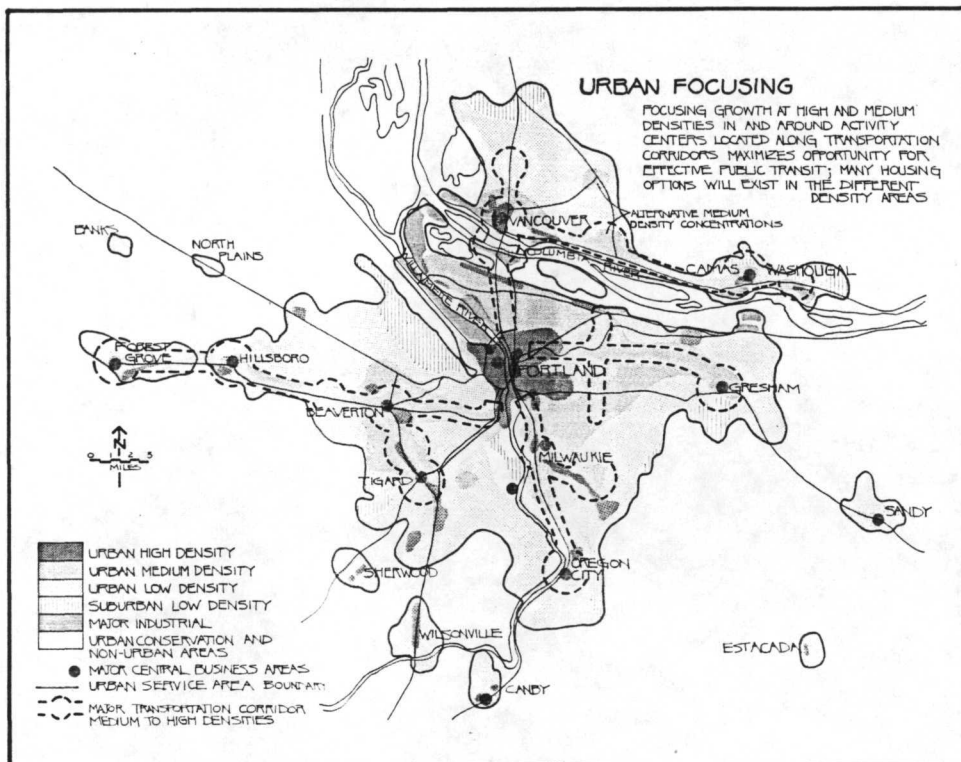 URBAN FOCUSING
FOCUSING GROWTH AT HIGH AND MEDIUM
DENSITIES IN AND AROUND ACTIVITY
CENTERS LOCATED ALONG TRANSPORTATION
CORRIDORS MAXIMIZES OPPORTUNITY FOR
EFFECTIVE PUBLIC TRANSIT; MANY HOUSING
OPTIONS WILL EXIST IN THE DIFFERENT
DENSITY AREAS
VANCOUVER
ALTERNATIVE MEDIUM
DENSITY CONCENTRATIONS
BANKS
NORTH
PLAINS
COLUMBIA RIVER
CAMAS
WASHOUGAL
WILLAMETTE RIVER
FOREST
GROVE
HILLSBORO
PORTLAND
GRESHAM
BEAVERTON
N
0 1 2 3
MILES
MILWAUKIE
TIGARD
SANDY
OREGON
CITY
SHERWOOD
WILSONVILLE
ESTACADA
CANBY
URBAN HIGH DENSITY
URBAN MEDIUM DENSITY
URBAN LOW DENSITY
SUBURBAN LOW DENSITY
MAJOR INDUSTRIAL
URBAN CONSERVATION AND
NON-URBAN AREAS
MAJOR CENTRAL BUSINESS AREAS
URBAN SERVICE AREA BOUNDARY
MAJOR TRANSPORTATION CORRIDOR
MEDIUM TO HIGH DENSITIES